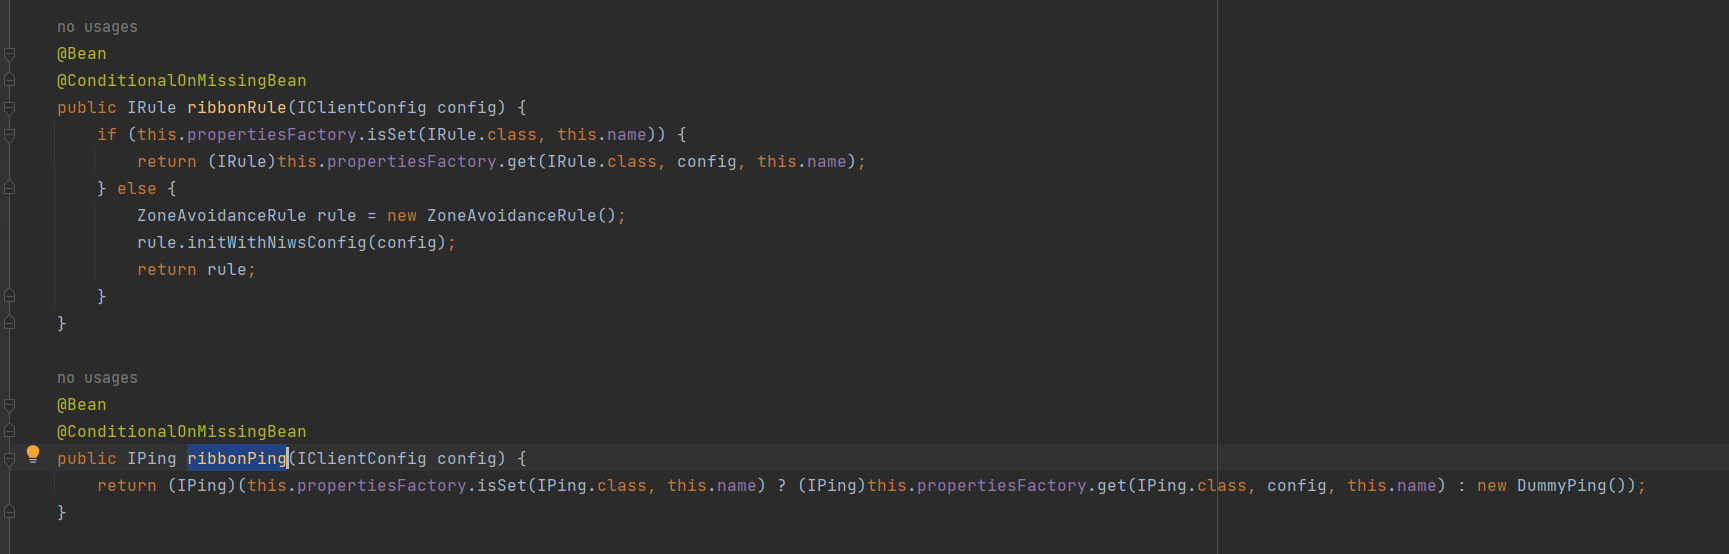 no usages
@Bean
@ConditionalOnMissingBean
public IRule ribbonRule(IClientConfig config) {
if (this.propertiesFactory.isSet(IRule.class, this.name)) {
return (IRule)this.propertiesFactory.get(IRule.class, config, this.name);
} else {
ZoneAvoidanceRule rule = new ZoneAvoidanceRule();
rule.initWithNiwsConfig(config);
return rule;
}
}
no usages
@Bean
@ConditionalOnMissingBean
public IPing ribbonPing(IClientConfig config) {
return (IPing)(this.propertiesFactory.isSet(IPing.class, this.name) ? (IPing)this.propertiesFactory.get(IPing.class, config, this.name) : new DummyPing());
}